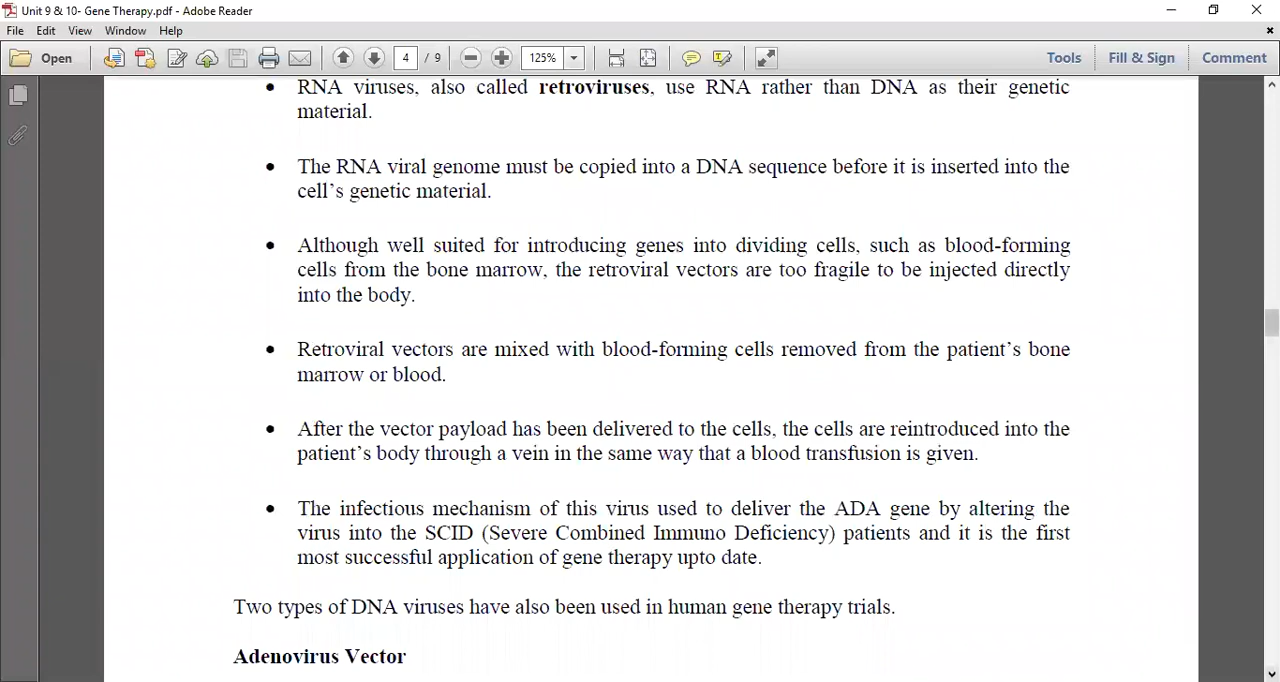 Unit 9 & 10- Gene Therapy.pdf - Adobe Reader
File Edit View Window Help
Open 4 / 9 125% Tools Fill & Sign Comment
• RNA viruses, also called retroviruses, use RNA rather than DNA as their genetic
material.
• The RNA viral genome must be copied into a DNA sequence before it is inserted into the
cell’s genetic material.
• Although well suited for introducing genes into dividing cells, such as blood-forming
cells from the bone marrow, the retroviral vectors are too fragile to be injected directly
into the body.
• Retroviral vectors are mixed with blood-forming cells removed from the patient’s bone
marrow or blood.
• After the vector payload has been delivered to the cells, the cells are reintroduced into the
patient’s body through a vein in the same way that a blood transfusion is given.
• The infectious mechanism of this virus used to deliver the ADA gene by altering the
virus into the SCID (Severe Combined Immuno Deficiency) patients and it is the first
most successful application of gene therapy upto date.
Two types of DNA viruses have also been used in human gene therapy trials.
Adenovirus Vector